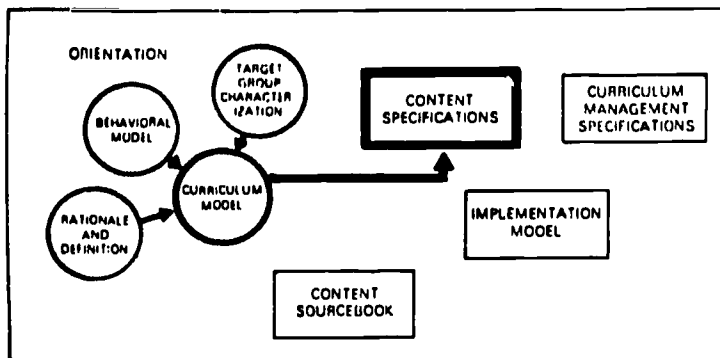 ORIENTATION
TARGET
GROUP
CHARACTER
IZATION
BEHAVIORAL
MODEL
CURRICULUM
MODEL
RATIONALE
AND
DEFINITION
CONTENT
SPECIFICATIONS
CURRICULUM
MANAGEMENT
SPECIFICATIONS
IMPLEMENTATION
MODEL
CONTENT
SOURCEBOOK